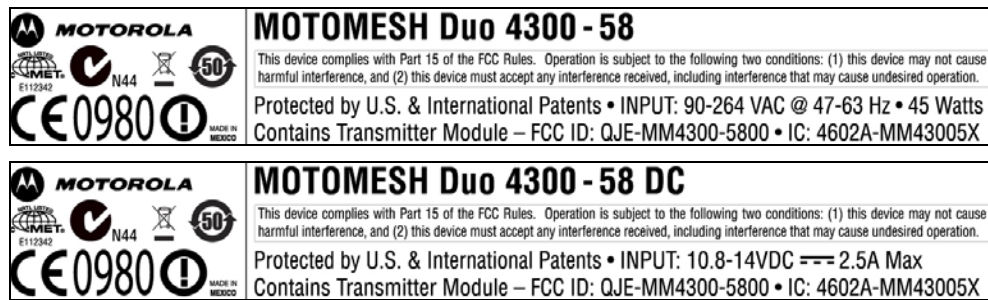 MOTOROLA
NAT'L LISTED
MET.
E112342
N44
50
CE0980
MADE IN
MEXICO
MOTOMESH Duo 4300 - 58
This device complies with Part 15 of the FCC Rules. Operation is subject to the following two conditions: (1) this device may not cause
harmful interference, and (2) this device must accept any interference received, including interference that may cause undesired operation.
Protected by U.S. & International Patents • INPUT: 90-264 VAC @ 47-63 Hz • 45 Watts
Contains Transmitter Module – FCC ID: QJE-MM4300-5800 • IC: 4602A-MM43005X
MOTOROLA
NAT'L LISTED
MET.
E112342
N44
50
CE0980
MADE IN
MEXICO
MOTOMESH Duo 4300 - 58 DC
This device complies with Part 15 of the FCC Rules. Operation is subject to the following two conditions: (1) this device may not cause
harmful interference, and (2) this device must accept any interference received, including interference that may cause undesired operation.
Protected by U.S. & International Patents • INPUT: 10.8-14VDC ⎓ 2.5A Max
Contains Transmitter Module – FCC ID: QJE-MM4300-5800 • IC: 4602A-MM43005X